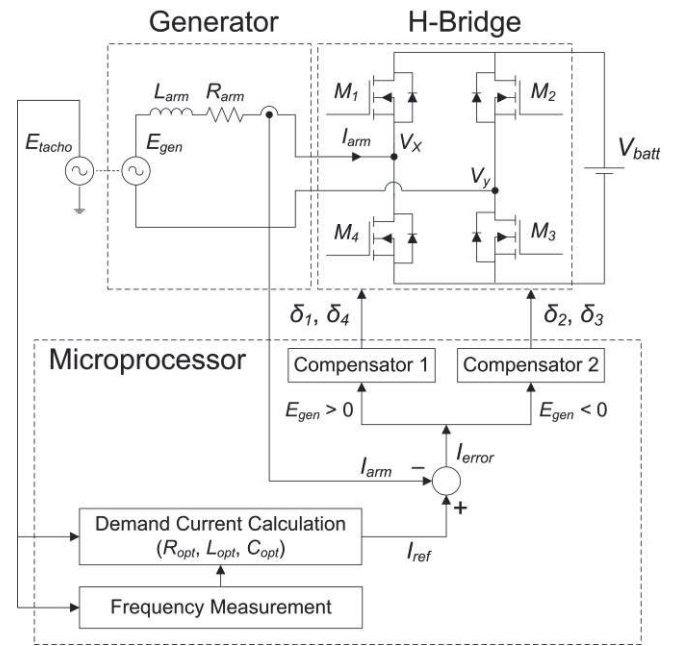 Generator
H-Bridge
L_arm
R_arm
M_1
M_2
E_tacho
E_gen
I_arm
V_X
V_batt
V_y
M_4
M_3
δ_1, δ_4
δ_2, δ_3
Microprocessor
Compensator 1
Compensator 2
E_gen > 0
E_gen < 0
I_error
I_arm
−
+
Demand Current Calculation
(R_opt, L_opt, C_opt)
I_ref
Frequency Measurement